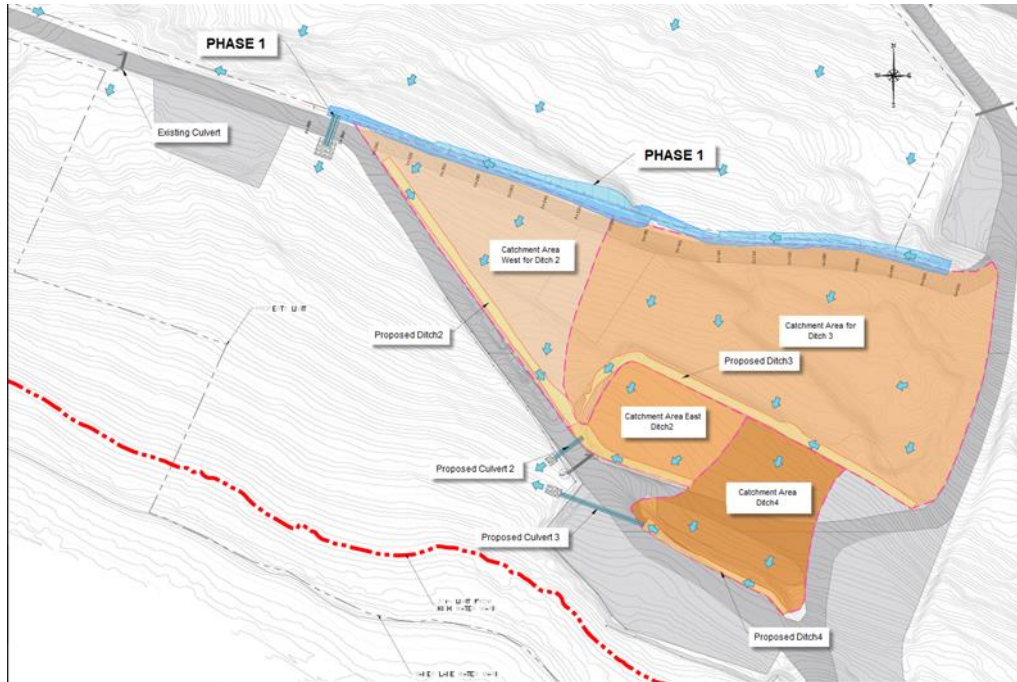 PHASE 1
N
Existing Culvert
PHASE 1
Catchment Area
West for Ditch 2
Catchment Area for
Ditch 3
Proposed Ditch2
Proposed Ditch3
Catchment Area East
Ditch2
Proposed Culvert 2
Catchment Area
Ditch4
Proposed Culvert 3
Proposed Ditch4